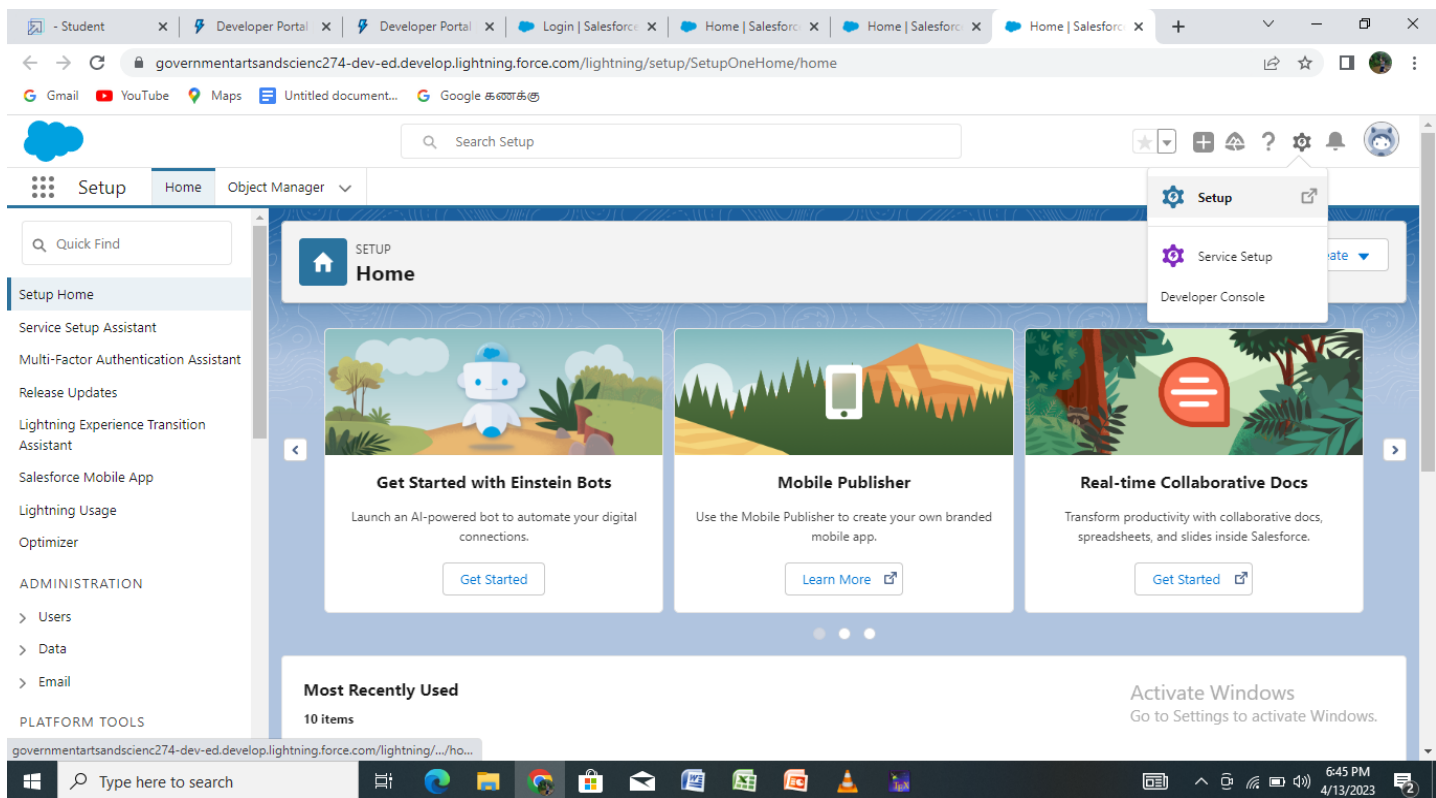 - Student
Developer Portal
Developer Portal
Login | Salesforce
Home | Salesforc
Home | Salesforc
Home | Salesforc
governmentartsandscienc274-dev-ed.develop.lightning.force.com/lightning/setup/SetupOneHome/home
Gmail YouTube Maps Untitled document... Google கணக்கு
Search Setup
Setup Home Object Manager
Setup
Service Setup
Developer Console
Quick Find
SETUP
Home
eate
Setup Home
Service Setup Assistant
Multi-Factor Authentication Assistant
Release Updates
Lightning Experience Transition
Assistant
Salesforce Mobile App
Lightning Usage
Optimizer
ADMINISTRATION
Users
Data
Email
PLATFORM TOOLS
Get Started with Einstein Bots
Launch an AI-powered bot to automate your digital
connections.
Get Started
Mobile Publisher
Use the Mobile Publisher to create your own branded
mobile app.
Learn More
Real-time Collaborative Docs
Transform productivity with collaborative docs,
spreadsheets, and slides inside Salesforce.
Get Started
Most Recently Used
10 items
Activate Windows
Go to Settings to activate Windows.
governmentartsandscienc274-dev-ed.develop.lightning.force.com/lightning/.../ho...
Type here to search
6:45 PM
4/13/2023
2